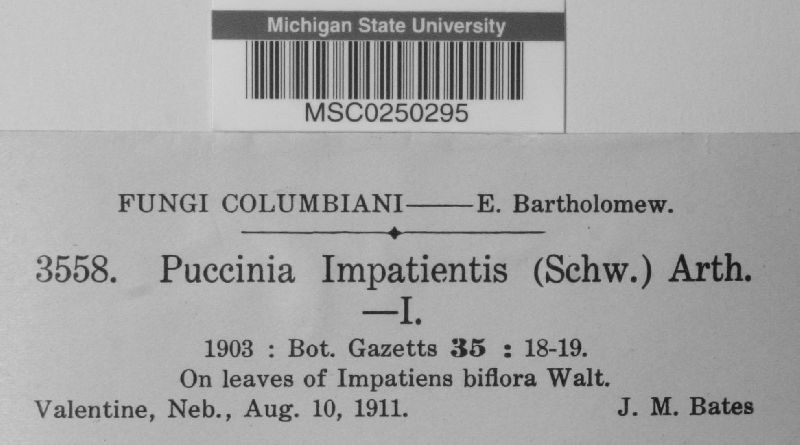 Michigan State University
MSC0250295
FUNGI COLUMBIANI——E. Bartholomew.
3558. Puccinia Impatientis (Schw.) Arth.
—I.
1903 : Bot. Gazetts 35 : 18-19.
On leaves of Impatiens biflora Walt.
Valentine, Neb., Aug. 10, 1911. J. M. Bates